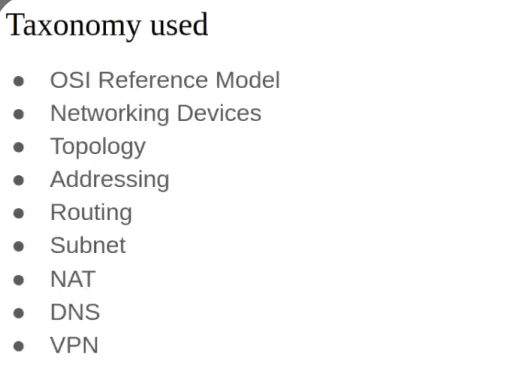 Taxonomy used
● OSI Reference Model
● Networking Devices
● Topology
● Addressing
● Routing
● Subnet
● NAT
● DNS
● VPN